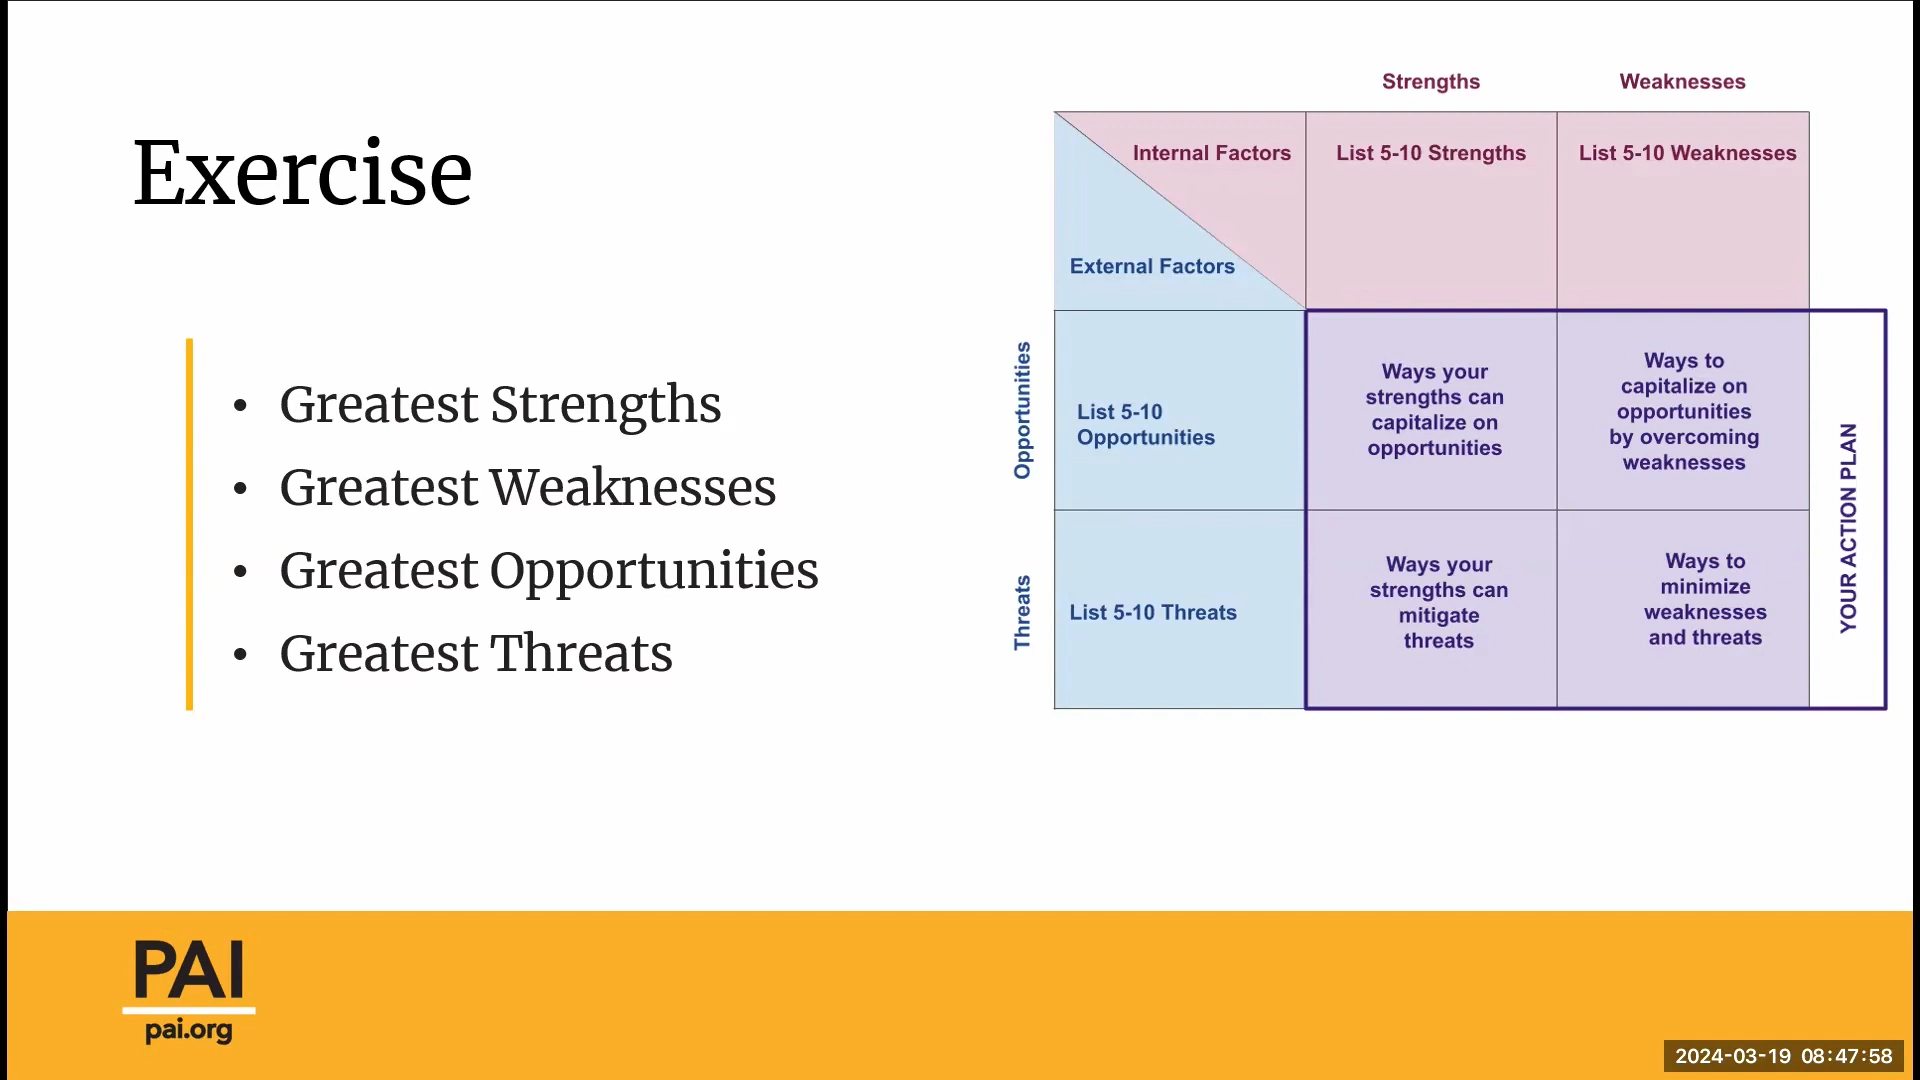 Exercise
• Greatest Strengths
• Greatest Weaknesses
• Greatest Opportunities
• Greatest Threats
Strengths
Weaknesses
Internal Factors
External Factors
List 5-10 Strengths
List 5-10 Weaknesses
Opportunities
List 5-10
Opportunities
Ways your
strengths can
capitalize on
opportunities
Ways to
capitalize on
opportunities
by overcoming
weaknesses
Threats
List 5-10 Threats
Ways your
strengths can
mitigate
threats
Ways to
minimize
weaknesses
and threats
YOUR ACTION PLAN
PAI
pai.org
2024-03-19 08:47:58